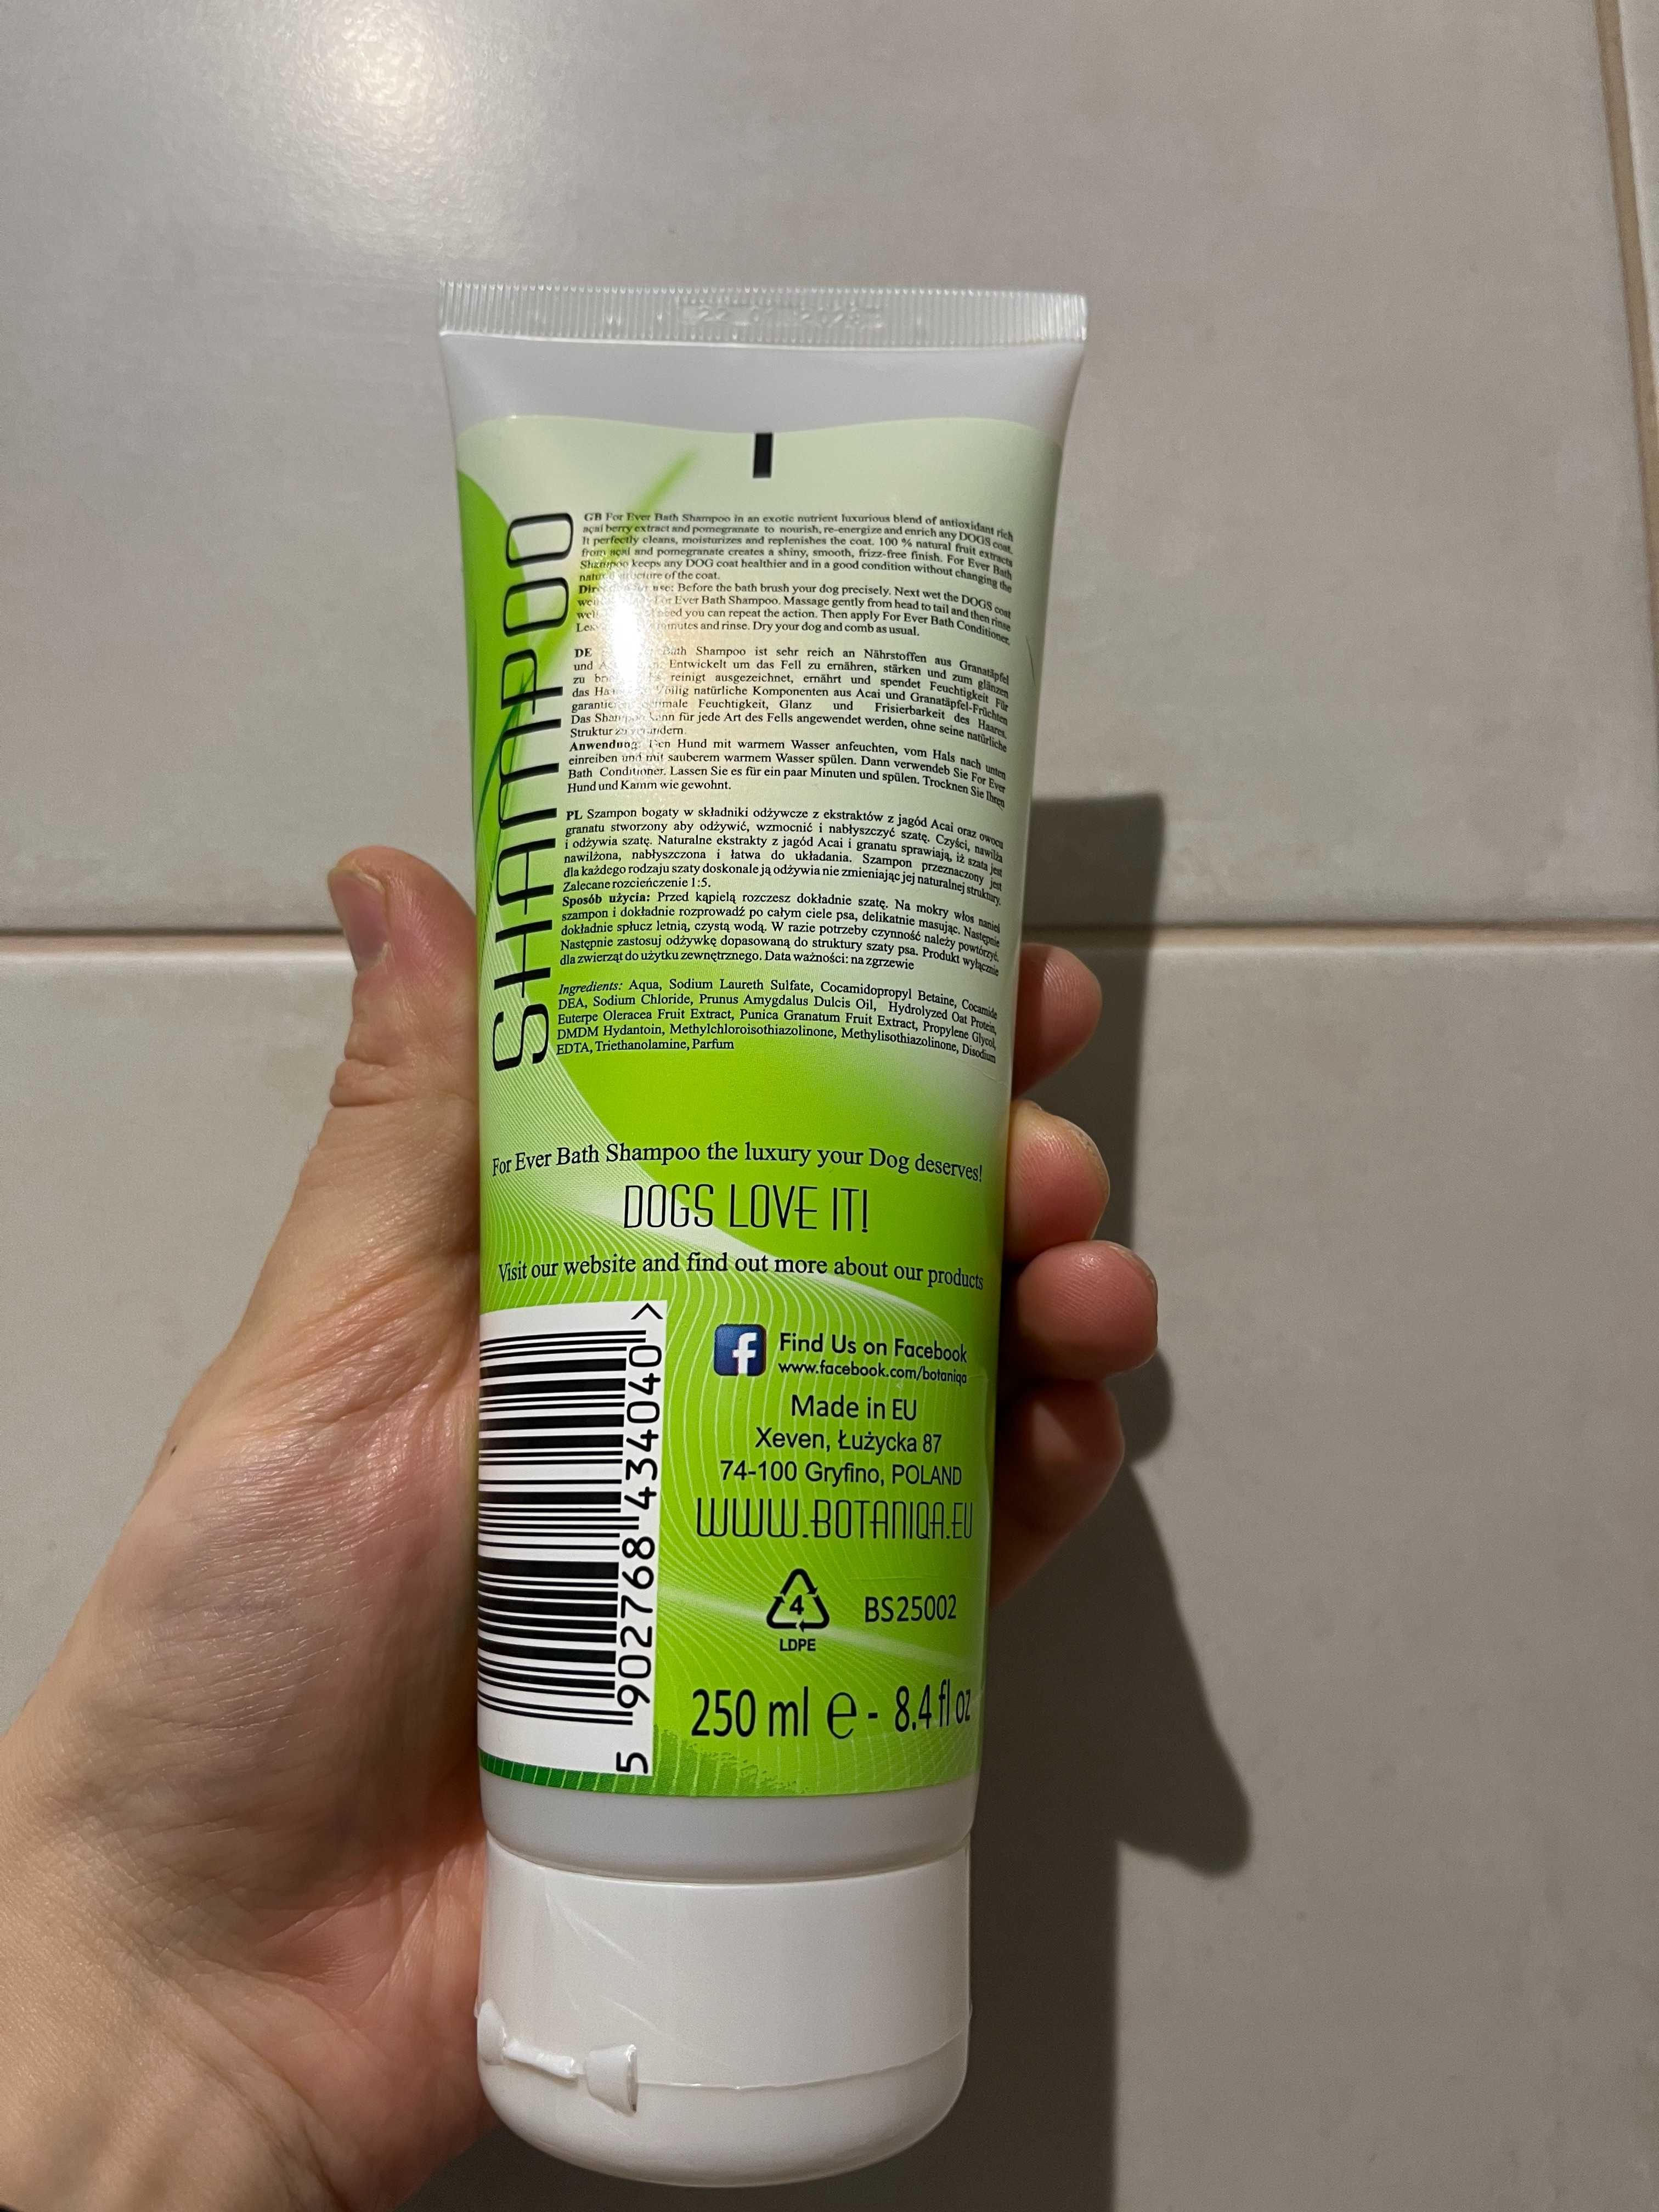 SHAMPOO
GB For Ever Bath Shampoo in an exotic nutrient luxurious blend of antioxidant rich
açai berry extract and pomegranate to nourish, re-energize and enrich any DOGS coat.
It perfectly cleans, moisturizes and replenishes the coat. 100 % natural fruit extracts
from açai and pomegranate creates a shiny, smooth, frizz-free finish. For Ever Bath
Shampoo keeps any DOG coat healthier and in a good condition without changing the
structure of the coat.
use: Before the bath brush your dog precisely. Next wet the DOGS coat
For Ever Bath Shampoo. Massage gently from head to tail and then rinse
you can repeat the action. Then apply For Ever Bath Conditioner.
and rinse. Dry your dog and comb as usual.
DE Bath Shampoo ist sehr reich an Nährstoffen aus Granatäpfel
und Entwickelt um das Fell zu ernähren, stärken und zum glänzen
zu reinigt ausgezeichnet, ernährt und spendet Feuchtigkeit Für
das natürliche Komponenten aus Acai und Granatäpfel-Früchten
Feuchtigkeit, Glanz und Frisierbarkeit des Haares.
Das Shampoo kann für jede Art des Fells angewendet werden, ohne seine natürliche
Struktur
Anwendung: Den Hund mit warmem Wasser anfeuchten, vom Hals nach unten
einreiben und mit sauberem warmem Wasser spülen. Dann verwendeb Sie For Ever
Bath Conditioner. Lassen Sie es für ein paar Minuten und spülen. Trocknen Sie Ihren
Hund und Kamm wie gewohnt.
PL Szampon bogaty w składniki odżywcze z ekstraktów z jagód Acai oraz owocu
granatu stworzony aby odżywić, wzmocnić i nabłyszczyć szatę. Czyści, nawilża
i odżywia szatę. Naturalne ekstrakty z jagód Acai i granatu sprawiają, iż szata jest
nawilżona, nabłyszczona i łatwa do układania. Szampon przeznaczony jest
dla każdego rodzaju szaty doskonale ją odżywia nie zmieniając jej naturalnej struktury.
Zalecane rozcieńczenie 1:5.
Sposób użycia: Przed kąpielą rozczesz dokładnie szatę. Na mokry włos nanieś
szampon i dokładnie rozprowadź po całym ciele psa, delikatnie masując. Następnie
dokładnie spłucz letnią, czystą wodą. W razie potrzeby czynność należy powtórzyć.
Następnie zastosuj odżywkę dopasowaną do struktury szaty psa. Produkt wyłącznie
dla zwierząt do użytku zewnętrznego. Data ważności: na zgrzewie
Ingredients: Aqua, Sodium Laureth Sulfate, Cocamidopropyl Betaine, Cocamide
DEA, Sodium Chloride, Prunus Amygdalus Dulcis Oil, Hydrolyzed Oat Protein,
Euterpe Oleracea Fruit Extract, Punica Granatum Fruit Extract, Propylene Glycol,
DMDM Hydantoin, Methylchloroisothiazolinone, Methylisothiazolinone, Disodium
EDTA, Triethanolamine, Parfum
For Ever Bath Shampoo the luxury your Dog deserves!
DOGS LOVE IT!
Visit our website and find out more about our products
Find Us on Facebook
www.facebook.com/botaniqa
Made in EU
Xeven, Łużycka 87
74-100 Gryfino, POLAND
WWW.BOTANIQA.EU
4
LDPE
BS25002
250 ml e - 8.4 fl oz
5 902768 434040 >